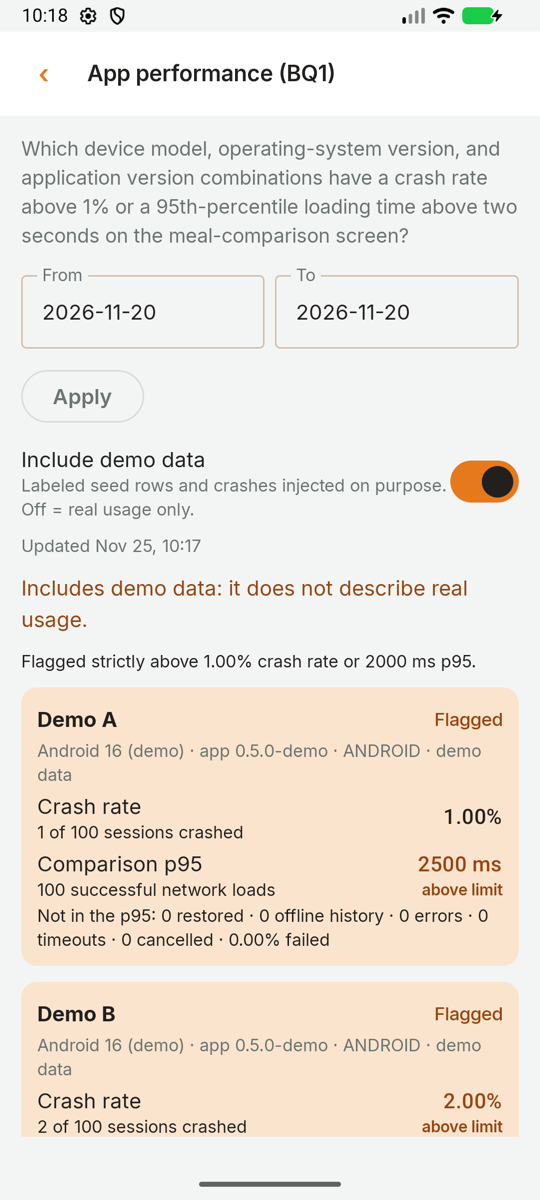 10:18
App performance (BQ1)
Which device model, operating-system version, and
application version combinations have a crash rate
above 1% or a 95th-percentile loading time above two
seconds on the meal-comparison screen?
From
2026-11-20
To
2026-11-20
Apply
Include demo data
Labeled seed rows and crashes injected on purpose.
Off = real usage only.
Updated Nov 25, 10:17
Includes demo data: it does not describe real
usage.
Flagged strictly above 1.00% crash rate or 2000 ms p95.
Demo A
Flagged
Android 16 (demo) · app 0.5.0-demo · ANDROID · demo
data
Crash rate
1.00%
1 of 100 sessions crashed
Comparison p95
2500 ms
100 successful network loads
above limit
Not in the p95: 0 restored · 0 offline history · 0 errors · 0
timeouts · 0 cancelled · 0.00% failed
Demo B
Flagged
Android 16 (demo) · app 0.5.0-demo · ANDROID · demo
data
Crash rate
2.00%
2 of 100 sessions crashed
above limit